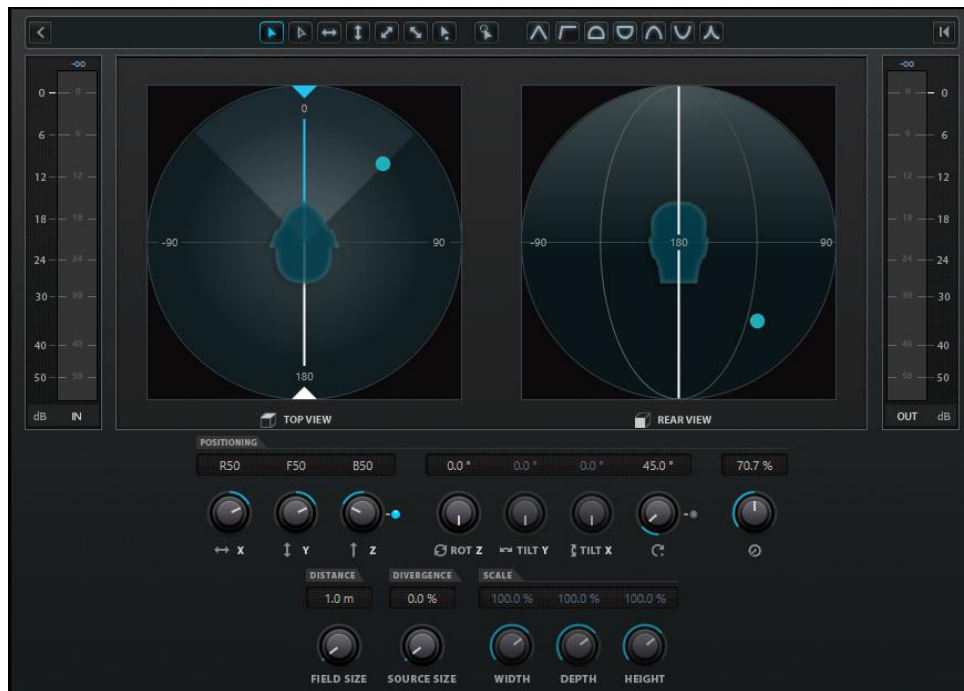 -∞ -∞
0 0 0 0 0 0
-90 90 -90 180 90
6 6 6 6
12 12 12 12
18 18 18 18
24 24 24 24
30 30 30 30
40 40 40 40
50 50 180 50 50
dB IN TOP VIEW REAR VIEW OUT dB
POSITIONING
R50 F50 B50 0.0 ° 0.0 ° 0.0 ° 45.0 ° 70.7 %
X Y Z ROT Z TILT Y TILT X
DISTANCE DIVERGENCE SCALE
1.0 m 0.0 % 100.0 % 100.0 % 100.0 %
FIELD SIZE SOURCE SIZE WIDTH DEPTH HEIGHT